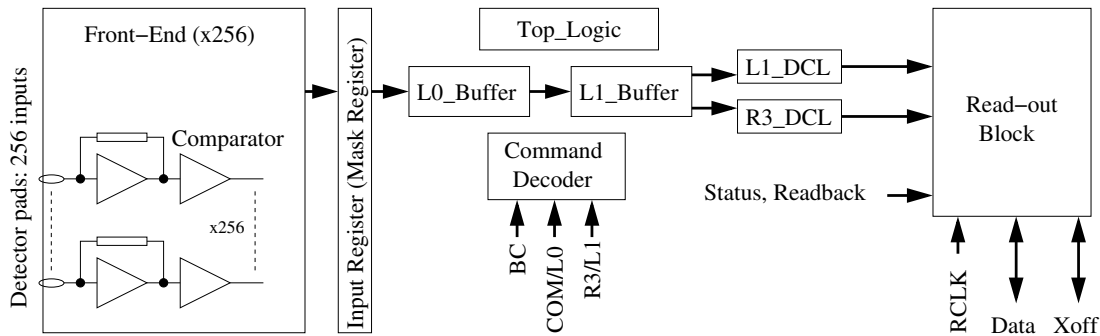 Detector pads: 256 inputs
Front−End (x256)
Comparator
x256
Input Register (Mask Register)
Top_Logic
L0_Buffer
L1_Buffer
L1_DCL
R3_DCL
Command
Decoder
BC
COM/L0
R3/L1
Read−out
Block
Status, Readback
RCLK
Data
Xoff